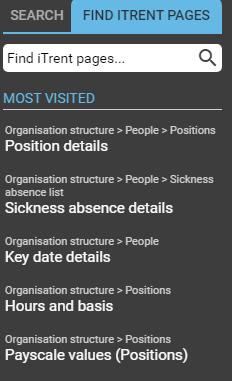 SEARCH FIND ITRENT PAGES
Find iTrent pages...
MOST VISITED
Organisation structure > People > Positions
Position details
Organisation structure > People > Sickness
absence list
Sickness absence details
Organisation structure > People
Key date details
Organisation structure > Positions
Hours and basis
Organisation structure > Positions
Payscale values (Positions)